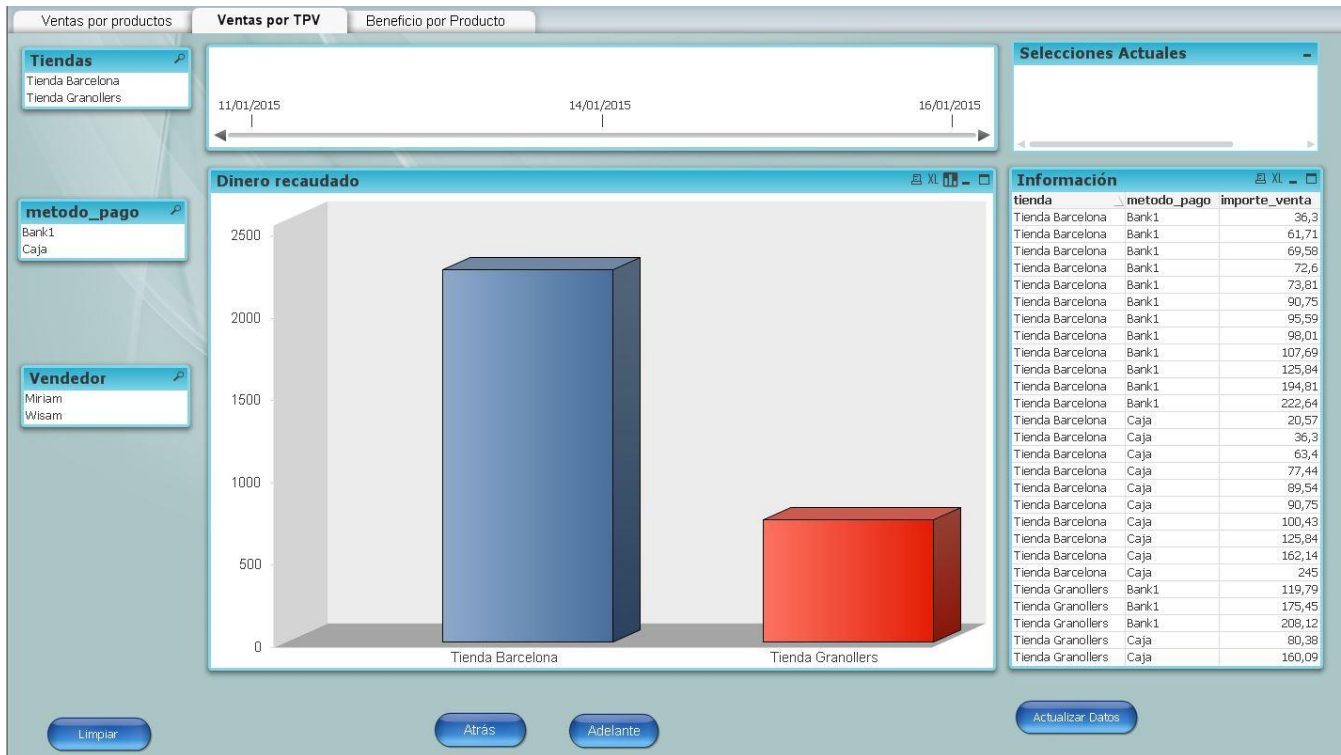 Ventas por productos Ventas por TPV Beneficio por Producto
Tiendas
Tienda Barcelona
Tienda Granollers
11/01/2015 14/01/2015 16/01/2015
Selecciones Actuales
metodo_pago
Bank1
Caja
Vendedor
Miriam
Wisam
Dinero recaudado XL
2500
2000
1500
1000
500
0
Tienda Barcelona Tienda Granollers
Información XL
tienda metodo_pago importe_venta
Tienda Barcelona Bank1 36,3
Tienda Barcelona Bank1 61,71
Tienda Barcelona Bank1 69,58
Tienda Barcelona Bank1 72,6
Tienda Barcelona Bank1 73,81
Tienda Barcelona Bank1 90,75
Tienda Barcelona Bank1 95,59
Tienda Barcelona Bank1 98,01
Tienda Barcelona Bank1 107,69
Tienda Barcelona Bank1 125,84
Tienda Barcelona Bank1 194,81
Tienda Barcelona Bank1 222,64
Tienda Barcelona Caja 20,57
Tienda Barcelona Caja 36,3
Tienda Barcelona Caja 63,4
Tienda Barcelona Caja 77,44
Tienda Barcelona Caja 89,54
Tienda Barcelona Caja 90,75
Tienda Barcelona Caja 100,43
Tienda Barcelona Caja 125,84
Tienda Barcelona Caja 162,14
Tienda Barcelona Caja 245
Tienda Granollers Bank1 119,79
Tienda Granollers Bank1 175,45
Tienda Granollers Bank1 208,12
Tienda Granollers Caja 80,38
Tienda Granollers Caja 160,09
Limpiar Atrás Adelante Actualizar Datos